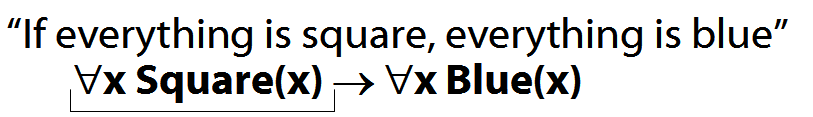 “If everything is square, everything is blue”
∀x Square(x) → ∀x Blue(x)